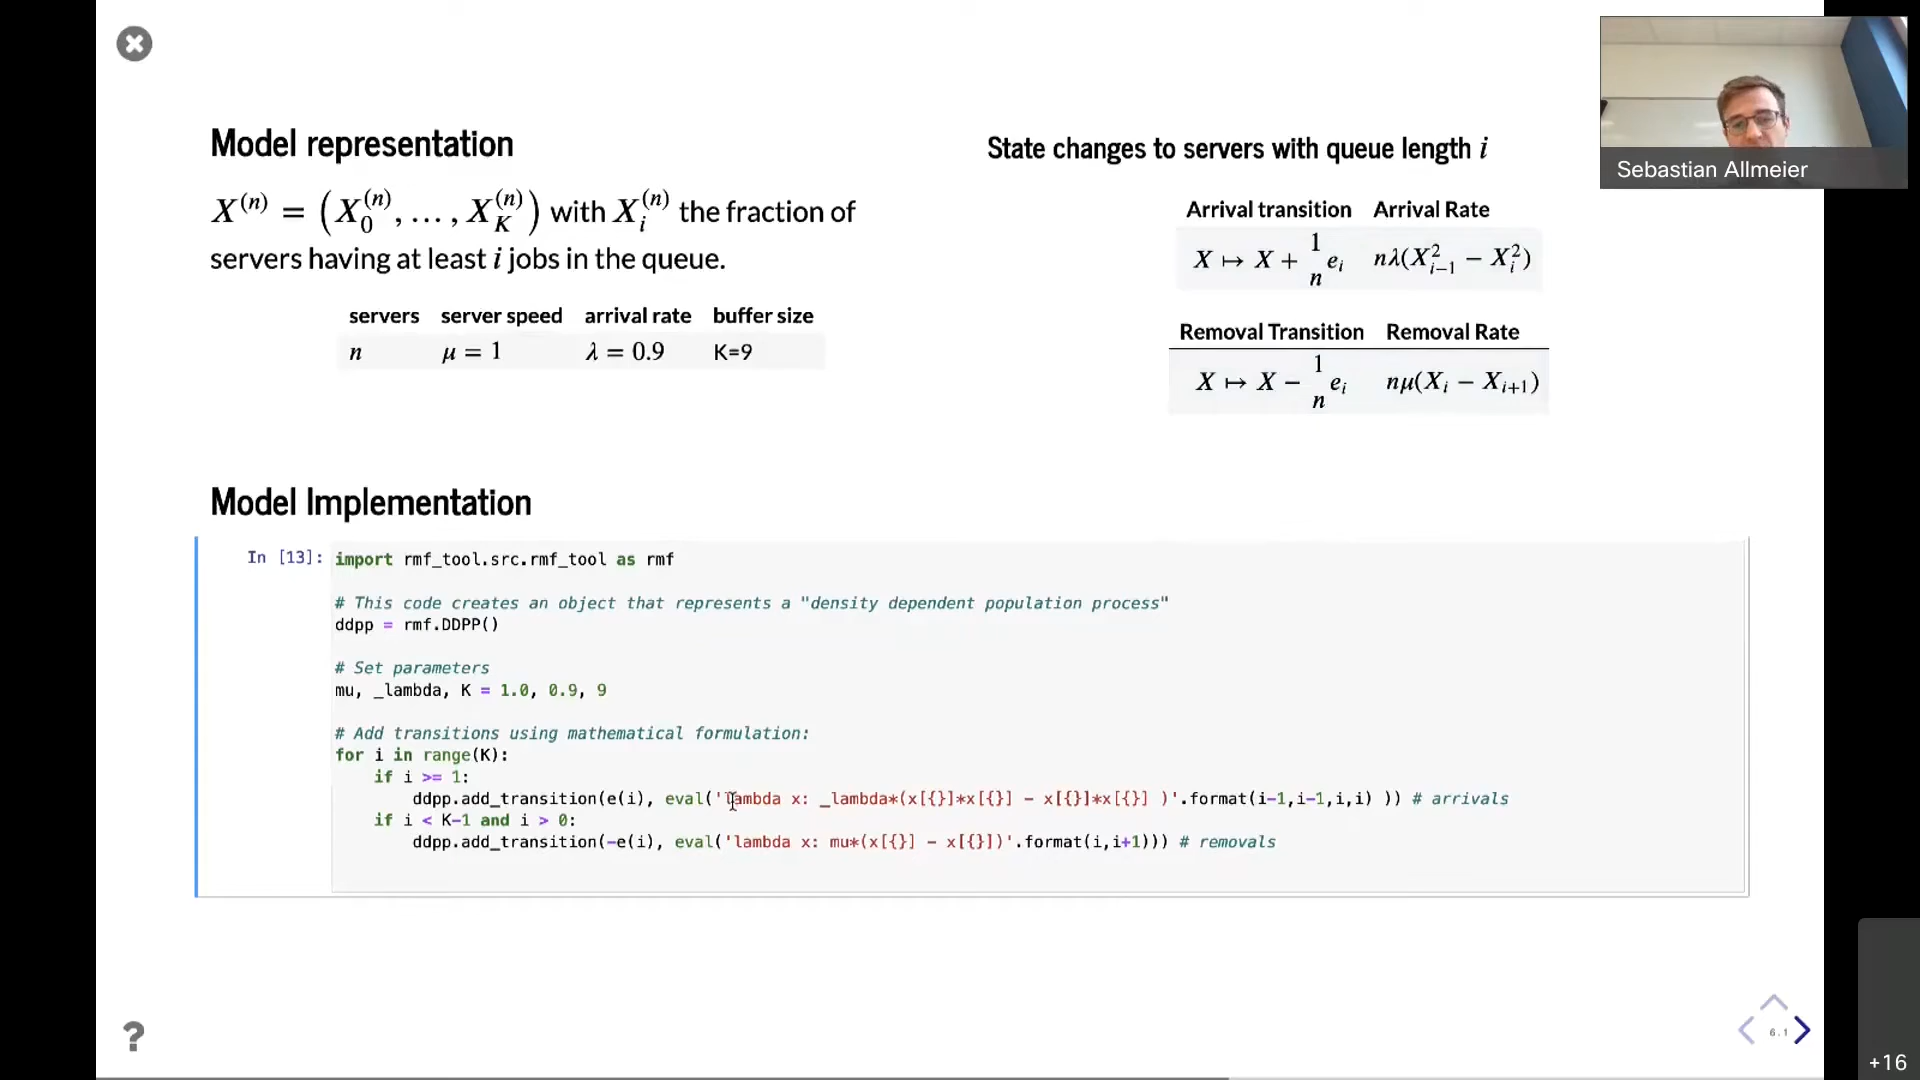 Model representation
X^(n) = (X_0^(n), ..., X_K^(n)) with X_i^(n) the fraction of
servers having at least i jobs in the queue.
servers server speed arrival rate buffer size
n μ = 1 λ = 0.9 K=9
State changes to servers with queue length i
Arrival transition Arrival Rate
X ↦ X + 1/n e_i nλ(X_{i−1}^2 − X_i^2)
Removal Transition Removal Rate
X ↦ X − 1/n e_i nμ(X_i − X_{i+1})
Sebastian Allmeier
Model Implementation
In [13]: import rmf_tool.src.rmf_tool as rmf
# This code creates an object that represents a "density dependent population process"
ddpp = rmf.DDPP()
# Set parameters
mu, _lambda, K = 1.0, 0.9, 9
# Add transitions using mathematical formulation:
for i in range(K):
if i >= 1:
ddpp.add_transition(e(i), eval('lambda x: _lambda*(x[{}]*x[{}] - x[{}]*x[{}] )'.format(i-1,i-1,i,i) )) # arrivals
if i < K-1 and i > 0:
ddpp.add_transition(-e(i), eval('lambda x: mu*(x[{}] - x[{}])'.format(i,i+1))) # removals
?
6.1
+16